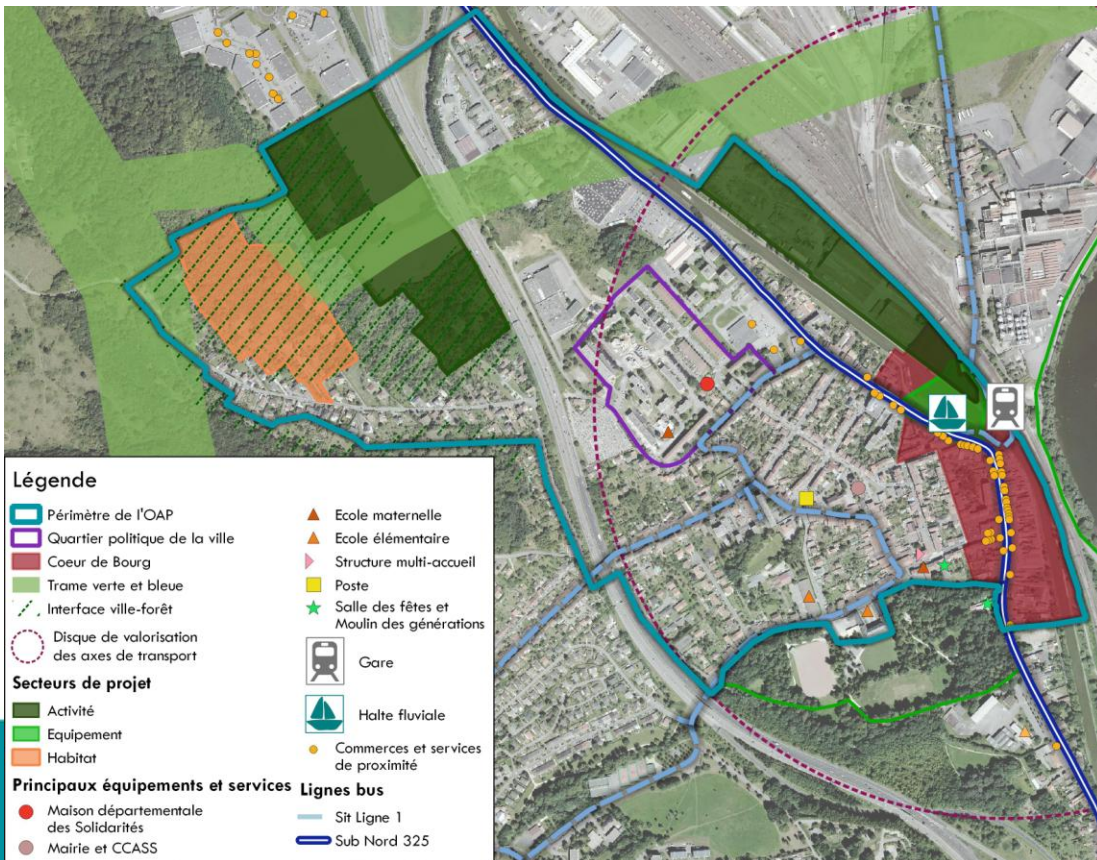 Légende
Périmètre de l'OAP
Quartier politique de la ville
Coeur de Bourg
Trame verte et bleue
Interface ville-forêt
Disque de valorisation
des axes de transport
Secteurs de projet
Activité
Equipement
Habitat
Principaux équipements et services
Maison départementale
des Solidarités
Mairie et CCASS
Ecole maternelle
Ecole élémentaire
Structure multi-accueil
Poste
Salle des fêtes et
Moulin des générations
Gare
Halte fluviale
Commerces et services
de proximité
Lignes bus
Sit Ligne 1
Sub Nord 325